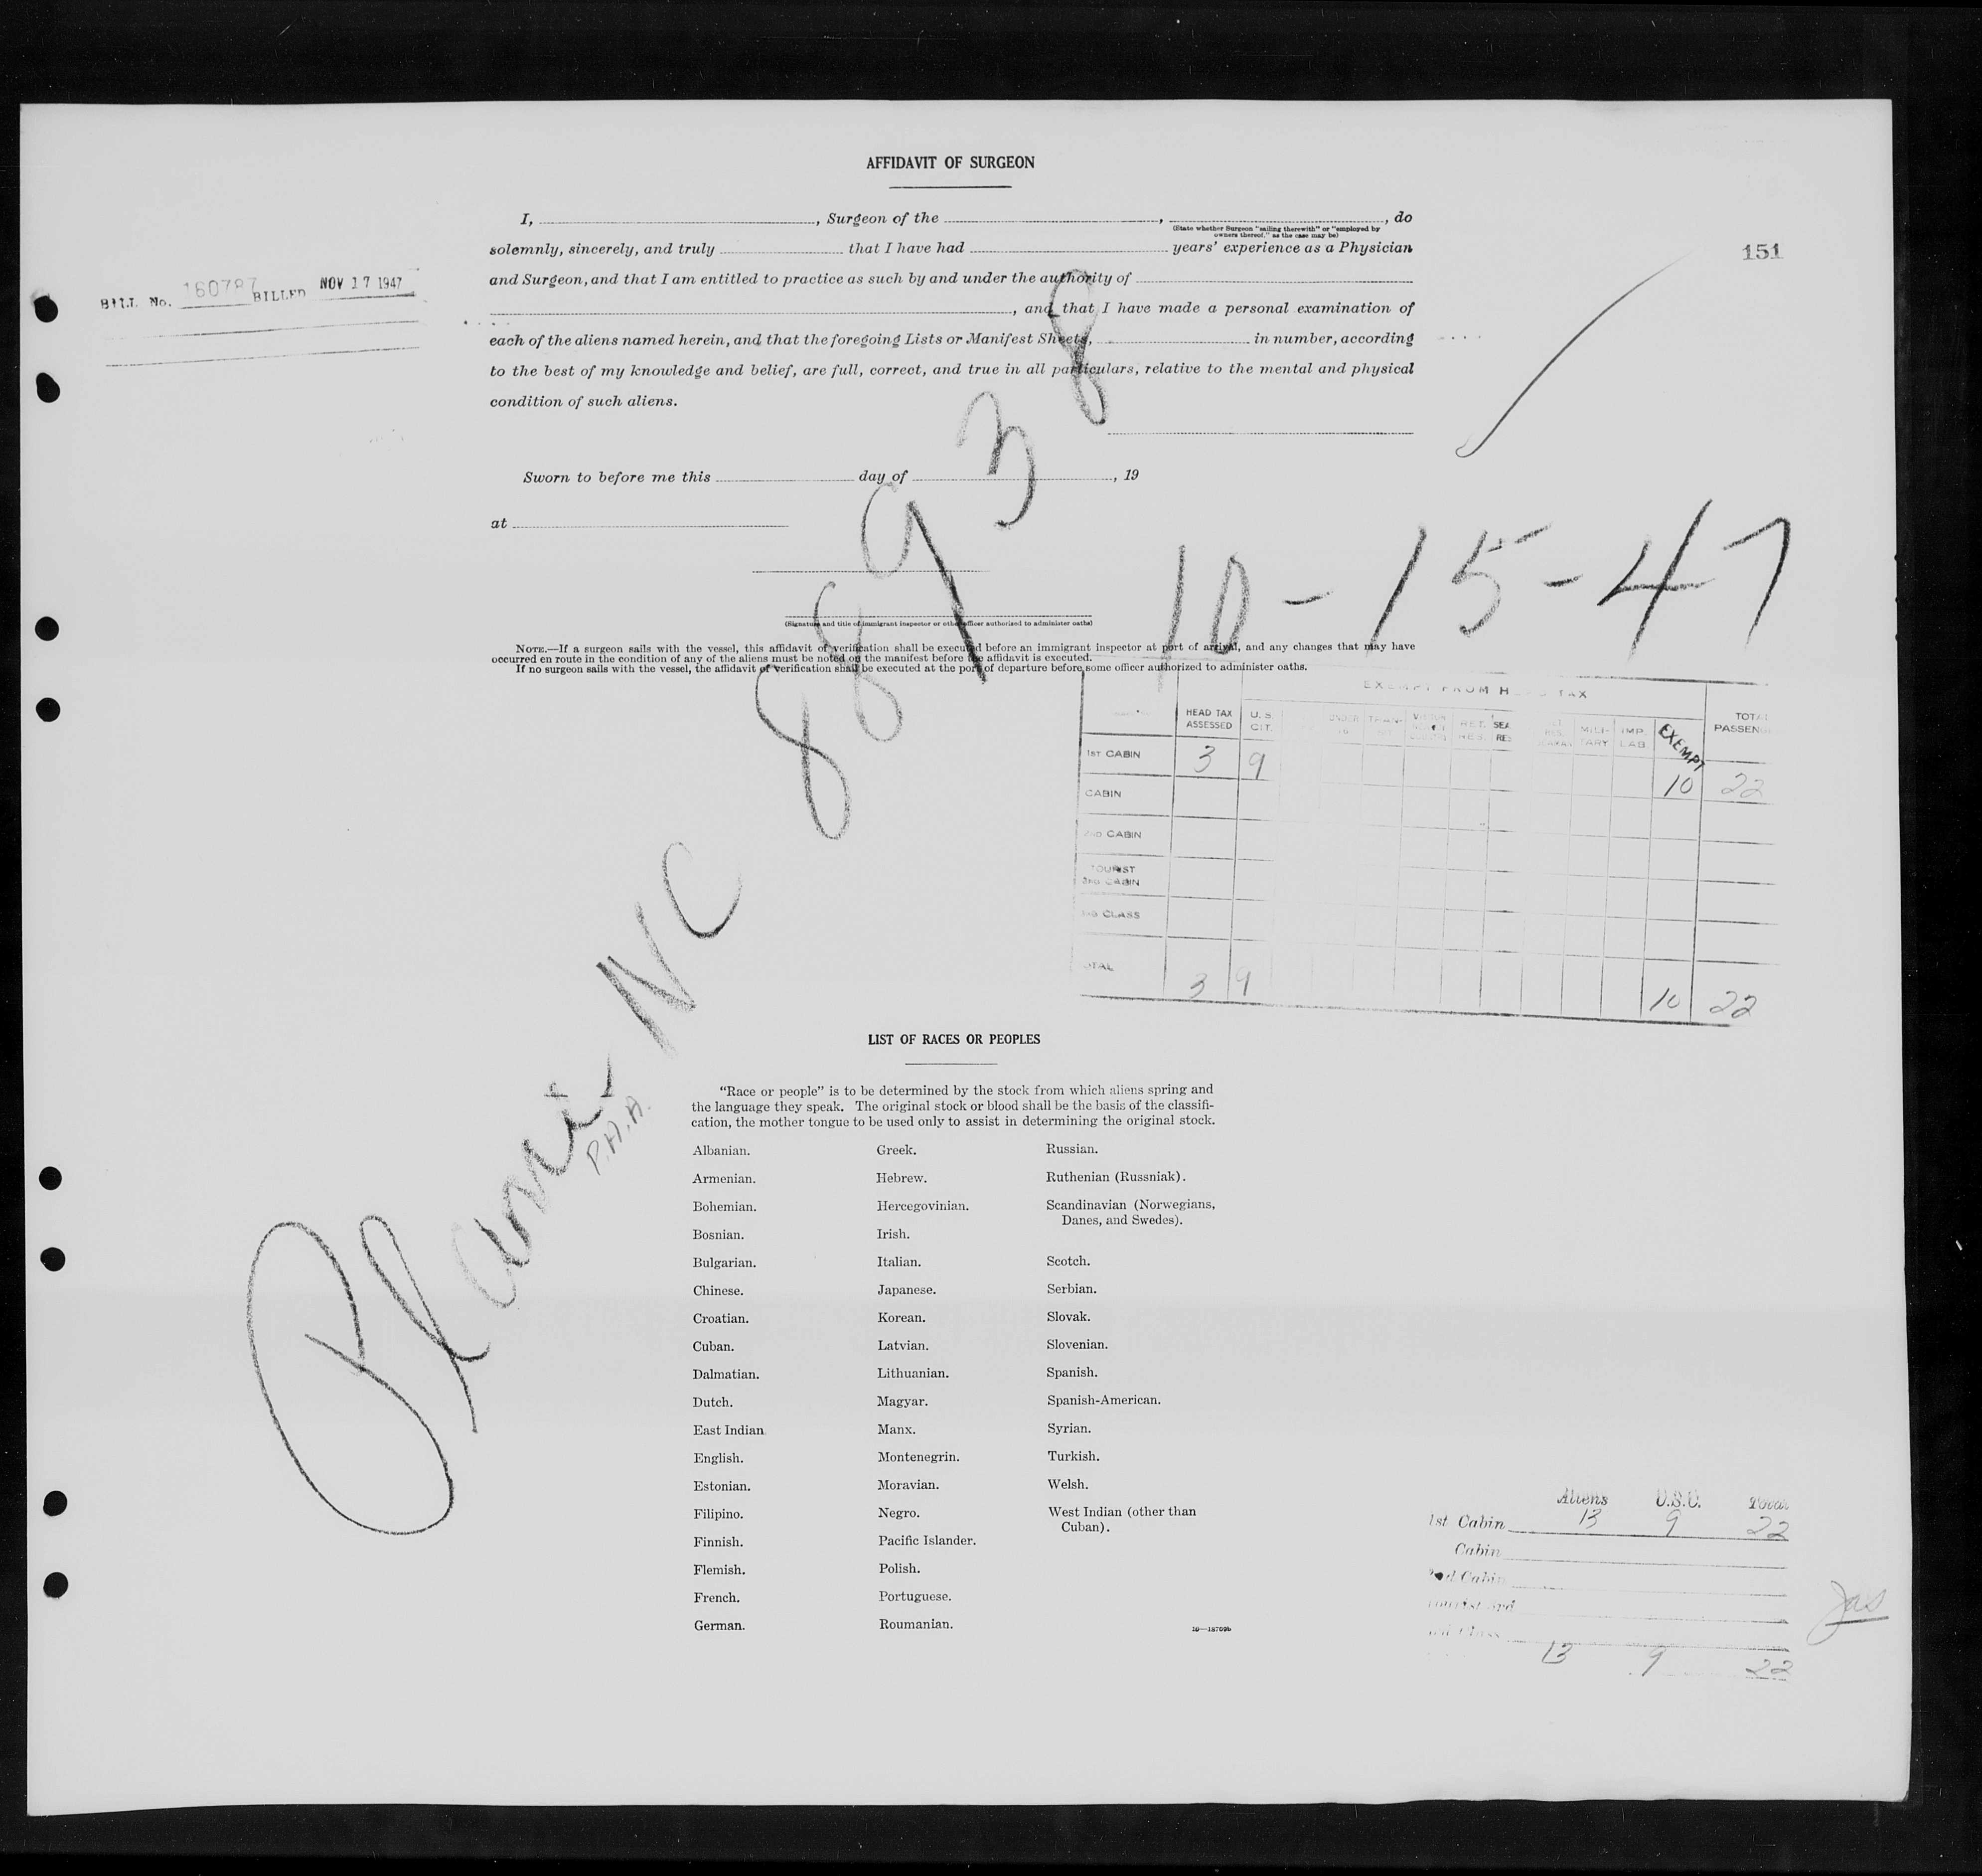 AFFIDAVIT OF SURGEON
I, , Surgeon of the , , do
(State whether Surgeon "sailing therewith" or "employed by
owners thereof," as the case may be)
solemnly, sincerely, and truly that I have had years' experience as a Physician
151
and Surgeon, and that I am entitled to practice as such by and under the authority of
BILL No. 160787 BILLED NOV 17 1947
, and that I have made a personal examination of
each of the aliens named herein, and that the foregoing Lists or Manifest Sheets, in number, according
to the best of my knowledge and belief, are full, correct, and true in all particulars, relative to the mental and physical
condition of such aliens.
Sworn to before me this day of , 19
at
10-15-47
(Signature and title of immigrant inspector or other officer authorized to administer oaths)
NOTE.—If a surgeon sails with the vessel, this affidavit of verification shall be executed before an immigrant inspector at port of arrival, and any changes that may have
occurred en route in the condition of any of the aliens must be noted on the manifest before the affidavit is executed.
If no surgeon sails with the vessel, the affidavit of verification shall be executed at the port of departure before some officer authorized to administer oaths.
NC 88938
P.A.A.
EXEMPT FROM HEAD TAX
HEAD TAX ASSESSED
U. S. CIT.
MILI-TARY
IMP. LAB.
EXEMPT
TOTAL PASSENG
1ST CABIN 3 9 10 22
CABIN
2ND CABIN
TOURIST
3RD CABIN
3RD CLASS
TOTAL 3 9 10 22
LIST OF RACES OR PEOPLES
"Race or people" is to be determined by the stock from which aliens spring and
the language they speak. The original stock or blood shall be the basis of the classifi-
cation, the mother tongue to be used only to assist in determining the original stock.
Albanian.
Armenian.
Bohemian.
Bosnian.
Bulgarian.
Chinese.
Croatian.
Cuban.
Dalmatian.
Dutch.
East Indian
English.
Estonian.
Filipino.
Finnish.
Flemish.
French.
German.
Greek.
Hebrew.
Hercegovinian.
Irish.
Italian.
Japanese.
Korean.
Latvian.
Lithuanian.
Magyar.
Manx.
Montenegrin.
Moravian.
Negro.
Pacific Islander.
Polish.
Portuguese.
Roumanian.
Russian.
Ruthenian (Russniak).
Scandinavian (Norwegians,
Danes, and Swedes).
Scotch.
Serbian.
Slovak.
Slovenian.
Spanish.
Spanish-American.
Syrian.
Turkish.
Welsh.
West Indian (other than
Cuban).
16—18709b
Aliens U.S.C. Total
1st Cabin 13 9 22
Cabin
2nd Cabin
13 9 22